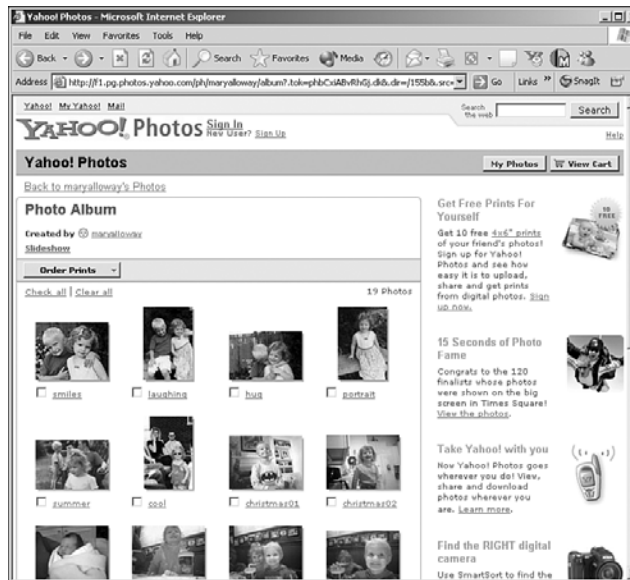 Yahoo! Photos - Microsoft Internet Explorer
File Edit View Favorites Tools Help
Back Search Favorites Media
Address http://f1.pg.photos.yahoo.com/ph/maryalloway/album?.tok=phbCxiABvRhGj.dk&.dir=/155b&.src= Go Links » SnagIt
Yahoo! My Yahoo! Mail
Search the web Search
YAHOO! Photos Sign In
New User? Sign Up
Help
Yahoo! Photos My Photos View Cart
Back to maryalloway's Photos
Photo Album
Created by maryalloway
Slideshow
Order Prints
Check all | Clear all 19 Photos
smiles laughing hug portrait
summer cool christmas01 christmas02
Get Free Prints For
Yourself
10 FREE
Get 10 free 4x6" prints
of your friend's photos!
Sign up for Yahoo!
Photos and see how
easy it is to upload,
share and get prints
from digital photos. Sign
up now.
15 Seconds of Photo
Fame
Congrats to the 120
finalists whose photos
were shown on the big
screen in Times Square!
View the photos.
Take Yahoo! with you
Now Yahoo! Photos goes
wherever you do! View,
share and download
photos wherever you
are. Learn more.
Find the RIGHT digital
camera
Use SmartSort to find the